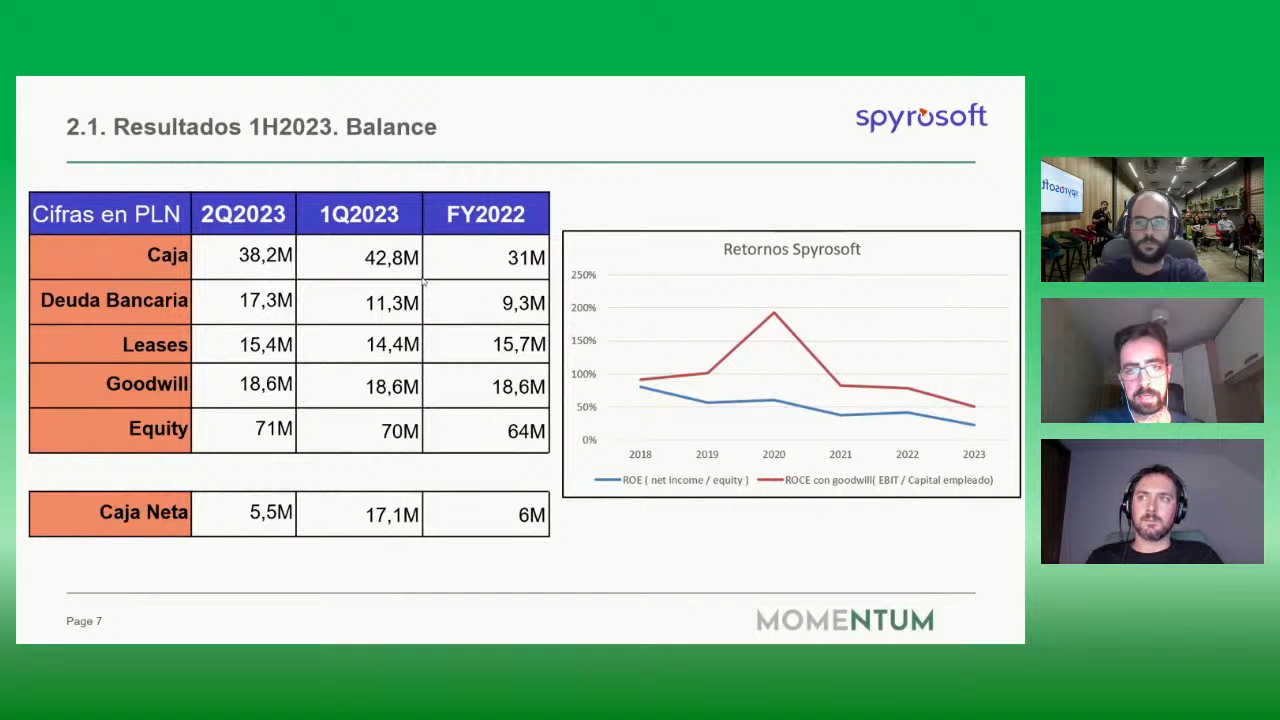 2.1. Resultados 1H2023. Balance
spyrosoft
Cifras en PLN 2Q2023 1Q2023 FY2022
Caja 38,2M 42,8M 31M
Deuda Bancaria 17,3M 11,3M 9,3M
Leases 15,4M 14,4M 15,7M
Goodwill 18,6M 18,6M 18,6M
Equity 71M 70M 64M
Caja Neta 5,5M 17,1M 6M
Retornos Spyrosoft
250%
200%
150%
100%
50%
0%
2018 2019 2020 2021 2022 2023
ROE ( net income / equity ) ROCE con goodwill( EBIT / Capital empleado)
Page 7
MOMENTUM
spyrosoft